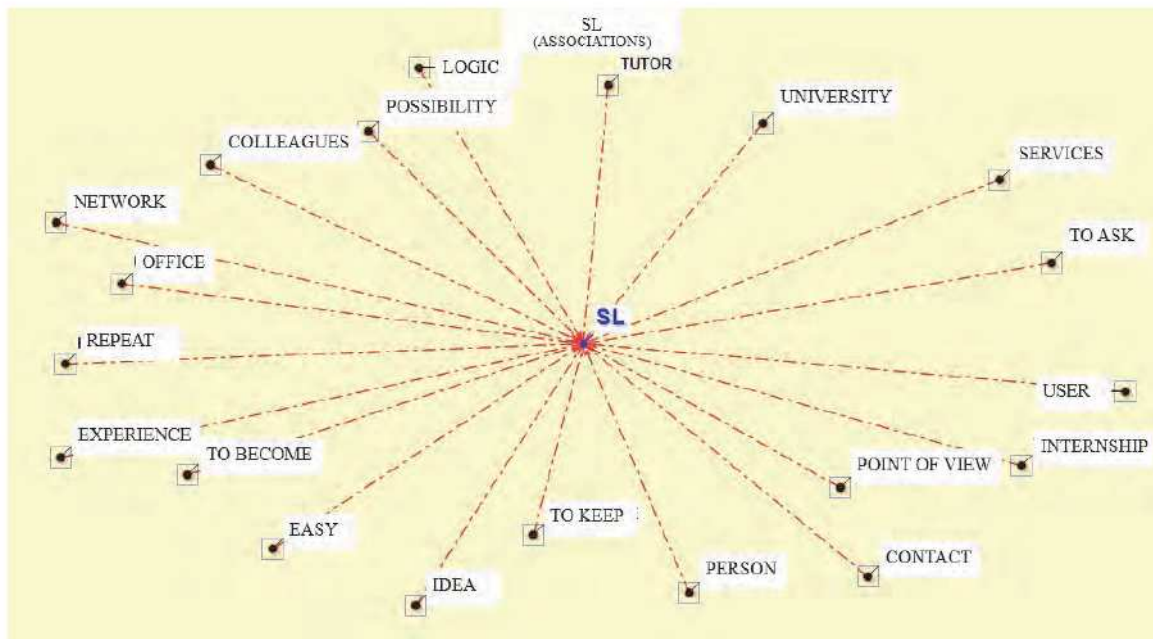 SL
(ASSOCIATIONS)
TUTOR
LOGIC
POSSIBILITY
UNIVERSITY
COLLEAGUES
SERVICES
NETWORK
TO ASK
OFFICE
SL
REPEAT
USER
EXPERIENCE
TO BECOME
POINT OF VIEW
INTERNSHIP
TO KEEP
EASY
CONTACT
PERSON
IDEA